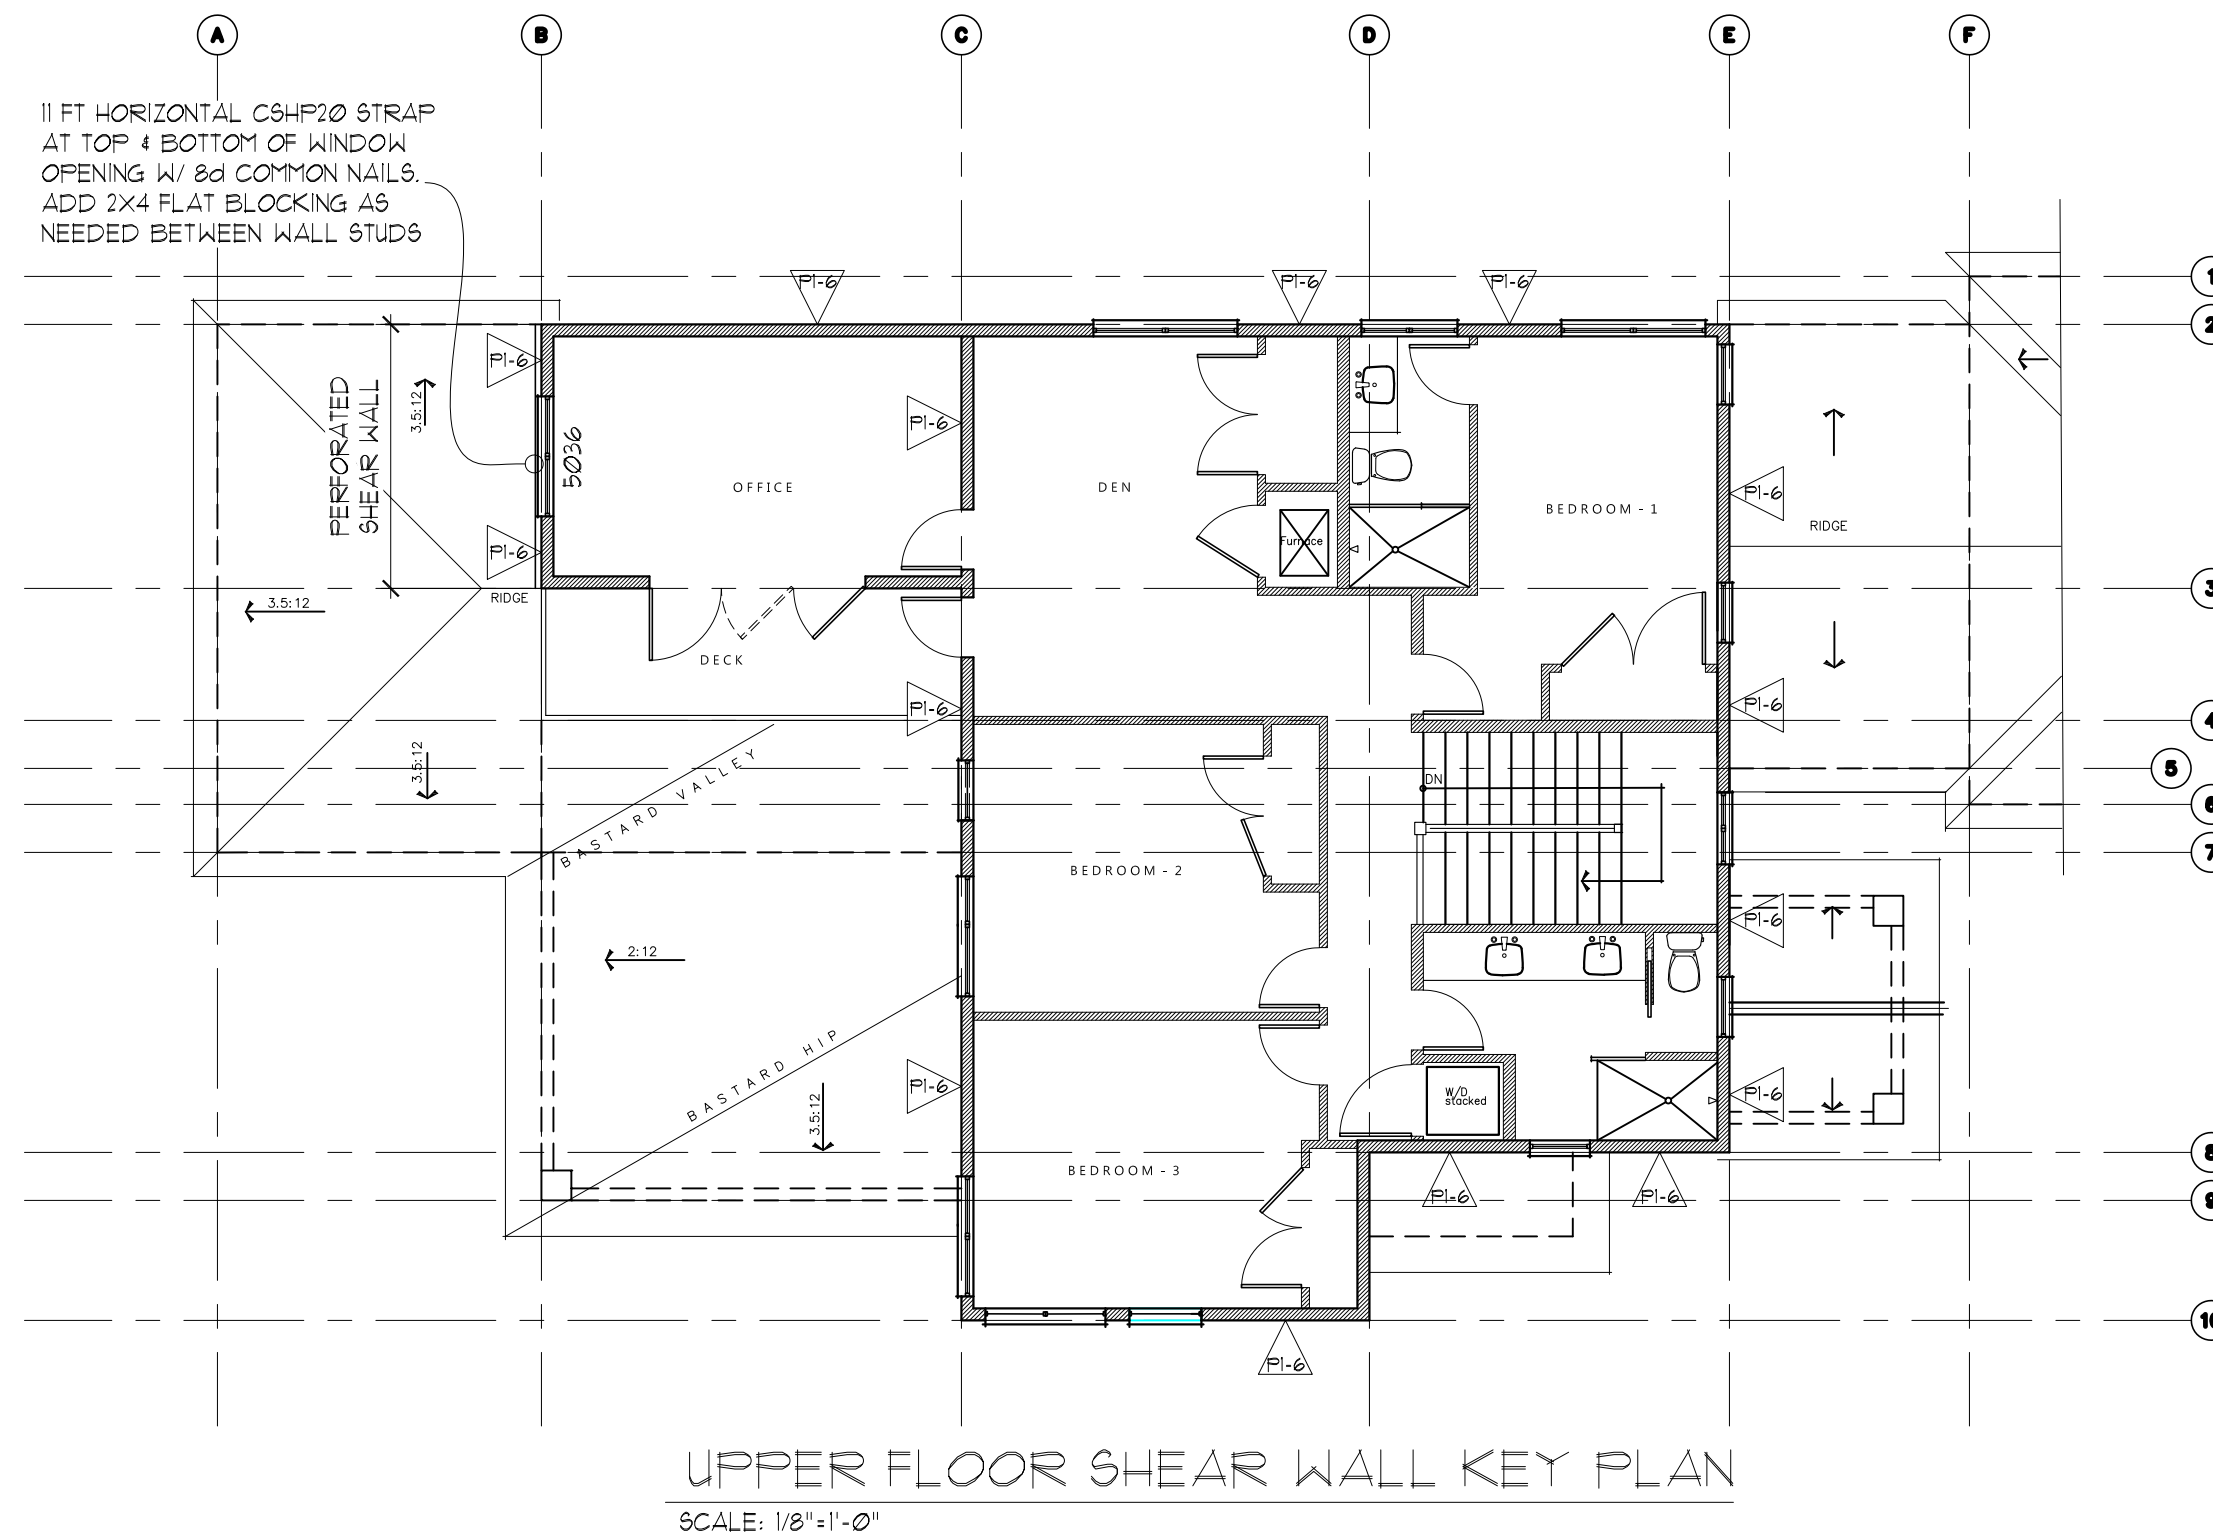 A
B
C
D
E
F
11 FT HORIZONTAL CSHP20 STRAP
AT TOP & BOTTOM OF WINDOW
OPENING W/ 8d COMMON NAILS.
ADD 2X4 FLAT BLOCKING AS
NEEDED BETWEEN WALL STUDS
1
P1-6
P1-6
P1-6
2
P1-6
PERFORATED
SHEAR WALL
3.5:12
5036
P1-6
OFFICE
DEN
BEDROOM - 1
P1-6
RIDGE
Furnace
P1-6
RIDGE
3
3.5:12
DECK
P1-6
P1-6
4
3.5:12
BASTARD VALLEY
DN
5
6
7
BEDROOM - 2
P1-6
2:12
BASTARD HIP
P1-6
P1-6
3.5:12
W/D
stacked
8
BEDROOM - 3
P1-6
P1-6
9
10
P1-6
UPPER FLOOR SHEAR WALL KEY PLAN
SCALE: 1/8"=1'-0"